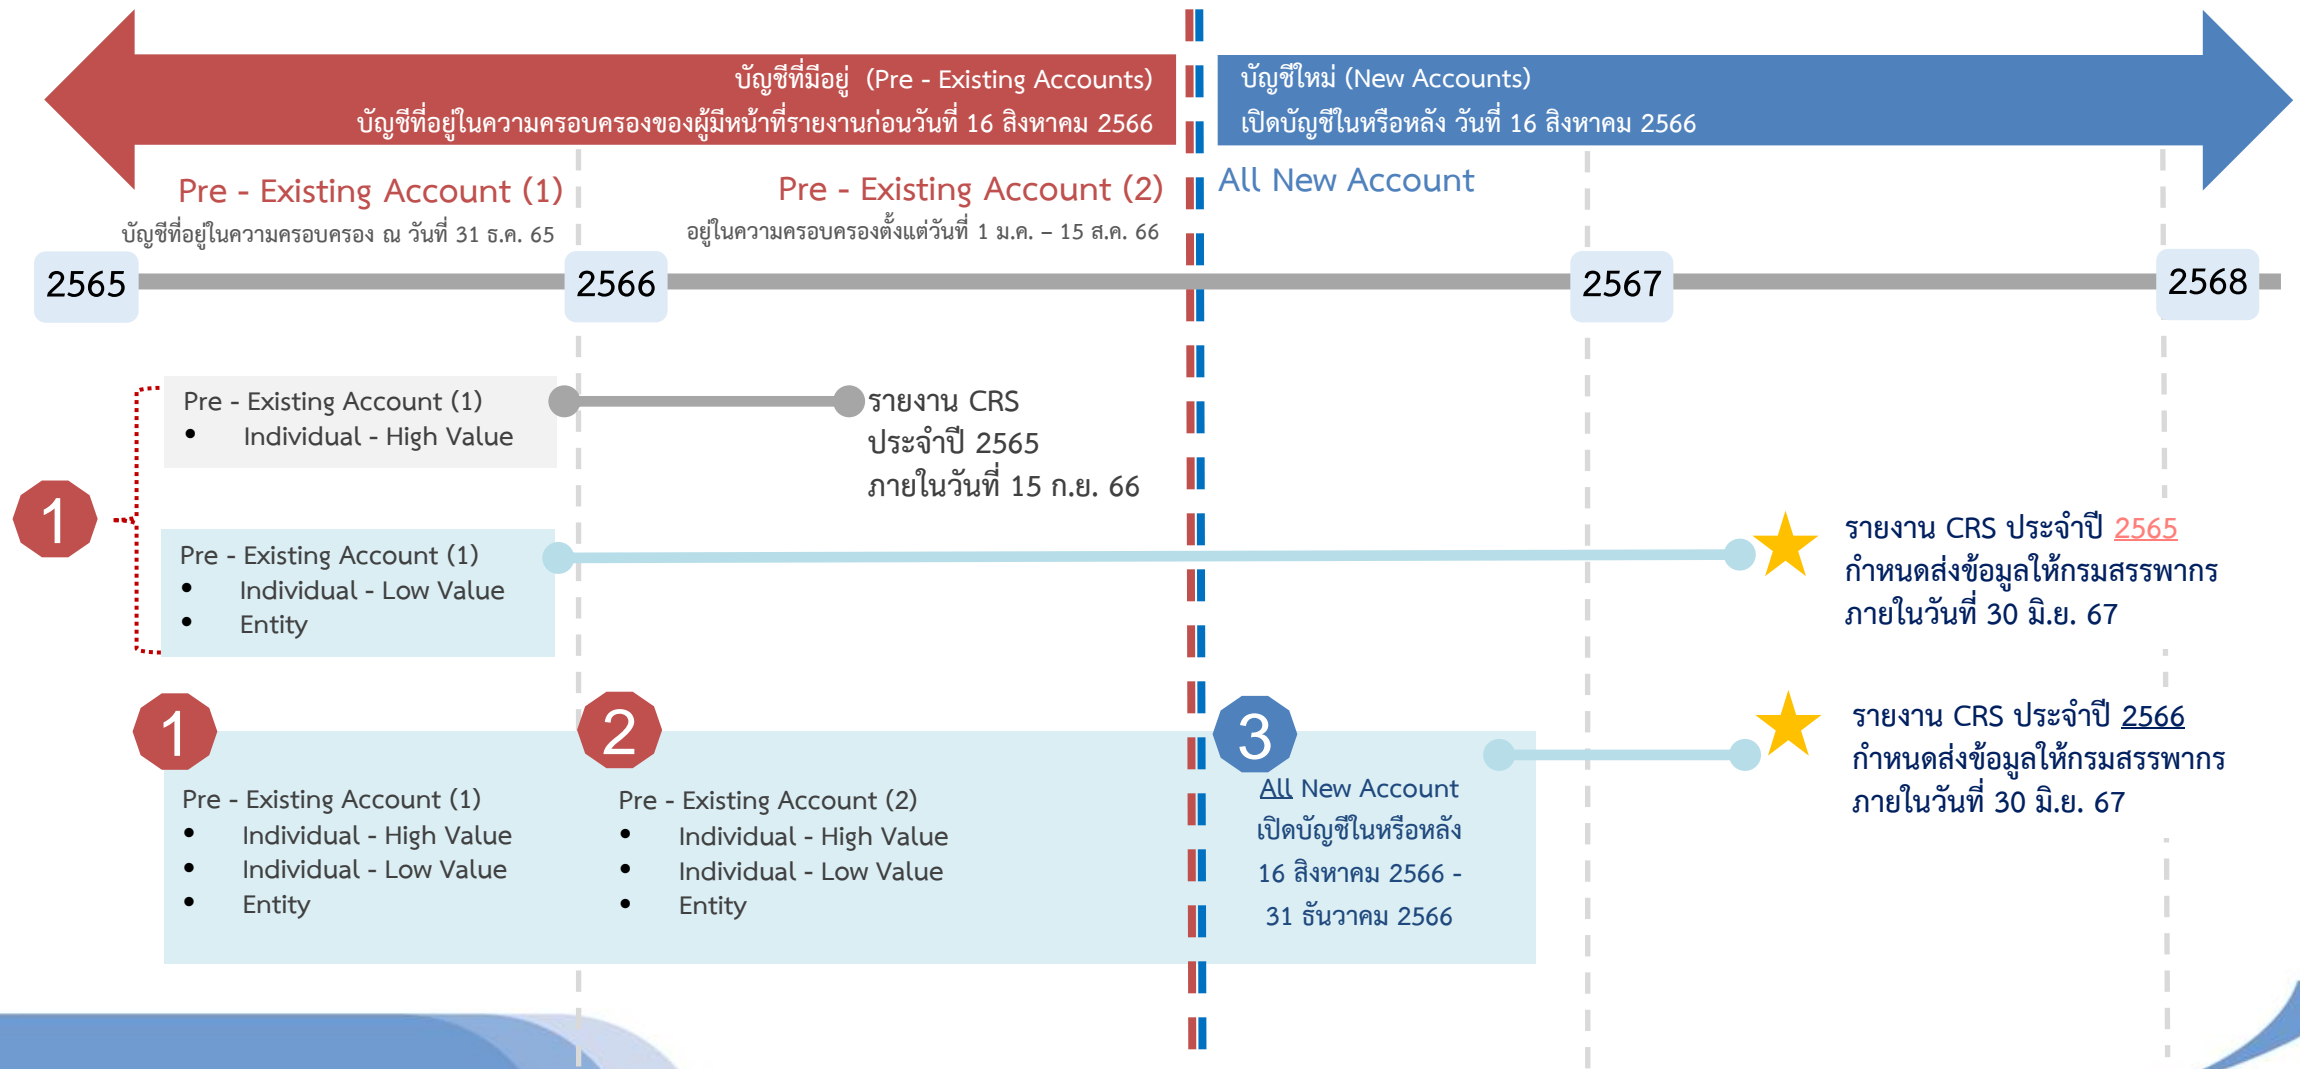 บัญชีที่มีอยู่ (Pre - Existing Accounts)
บัญชีที่อยู่ในความครอบครองของผู้มีหน้าที่รายงานก่อนวันที่ 16 สิงหาคม 2566
บัญชีใหม่ (New Accounts)
เปิดบัญชีในหรือหลัง วันที่ 16 สิงหาคม 2566
Pre - Existing Account (1)
บัญชีที่อยู่ในความครอบครอง ณ วันที่ 31 ธ.ค. 65
Pre - Existing Account (2)
อยู่ในความครอบครองตั้งแต่วันที่ 1 ม.ค. – 15 ส.ค. 66
All New Account
2565
2566
2567
2568
1
Pre - Existing Account (1)
• Individual - High Value
รายงาน CRS
ประจำปี 2565
ภายในวันที่ 15 ก.ย. 66
Pre - Existing Account (1)
• Individual - Low Value
• Entity
รายงาน CRS ประจำปี 2565
กำหนดส่งข้อมูลให้กรมสรรพากร
ภายในวันที่ 30 มิ.ย. 67
1
Pre - Existing Account (1)
• Individual - High Value
• Individual - Low Value
• Entity
2
Pre - Existing Account (2)
• Individual - High Value
• Individual - Low Value
• Entity
3
All New Account
เปิดบัญชีในหรือหลัง
16 สิงหาคม 2566 -
31 ธันวาคม 2566
รายงาน CRS ประจำปี 2566
กำหนดส่งข้อมูลให้กรมสรรพากร
ภายในวันที่ 30 มิ.ย. 67